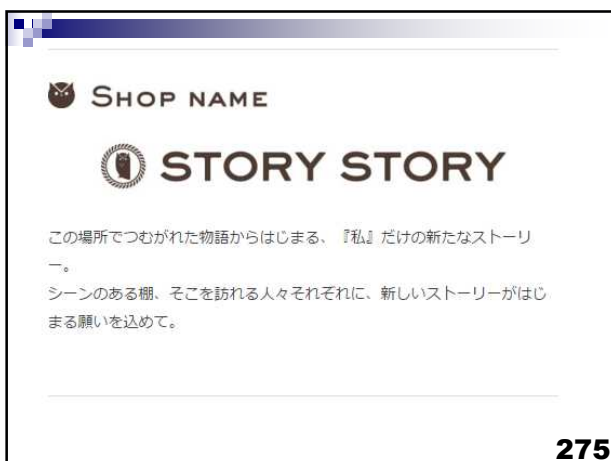 SHOP NAME
STORY STORY
この場所でつむがれた物語からはじまる、『私』だけの新たなストーリ
ー。
シーンのある棚、そこを訪れる人々それぞれに、新しいストーリーがはじ
まる願いを込めて。
275